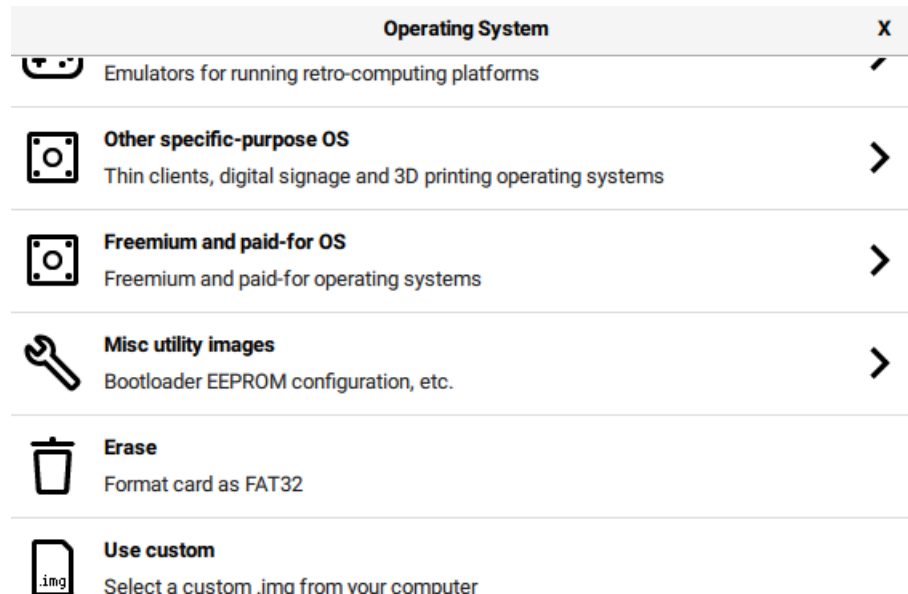 Operating System
X
Emulators for running retro-computing platforms
Other specific-purpose OS
Thin clients, digital signage and 3D printing operating systems
Freemium and paid-for OS
Freemium and paid-for operating systems
Misc utility images
Bootloader EEPROM configuration, etc.
Erase
Format card as FAT32
Use custom
.img
Select a custom .img from your computer